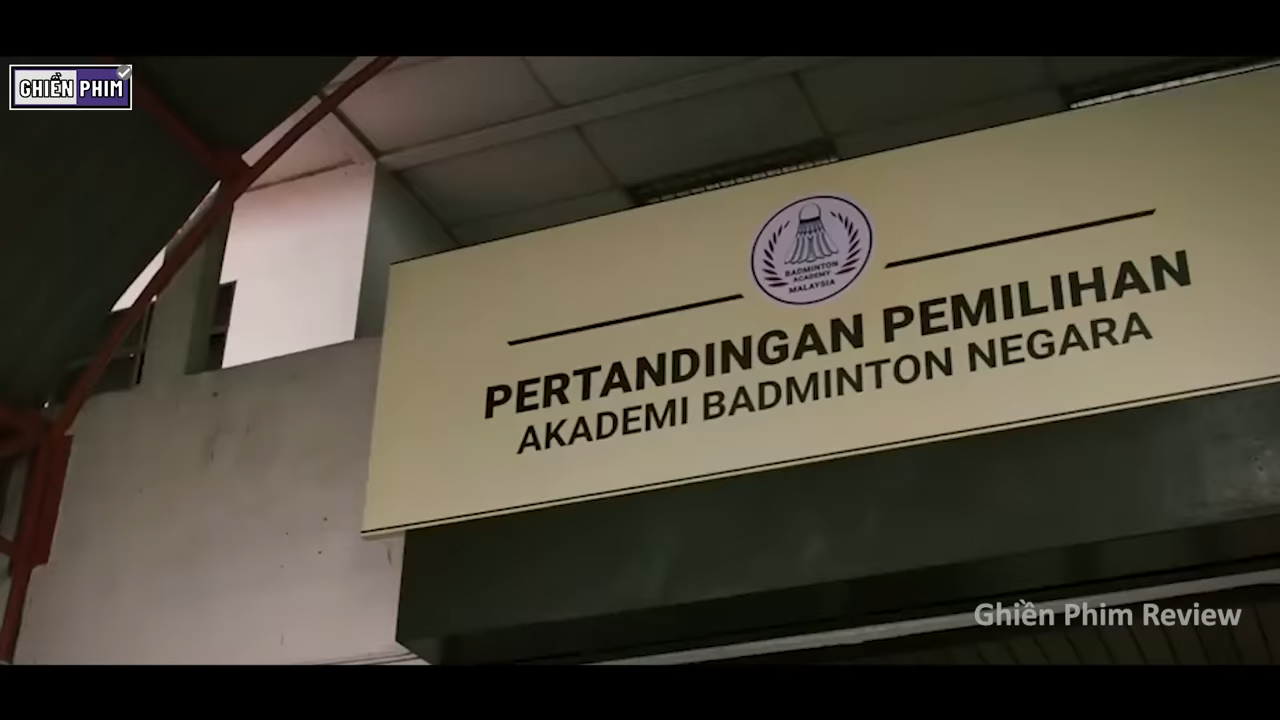 GHIỀN PHIM
BADMINTON
ACADEMY
MALAYSIA
PERTANDINGAN PEMILIHAN
AKADEMI BADMINTON NEGARA
Ghiền Phim Review